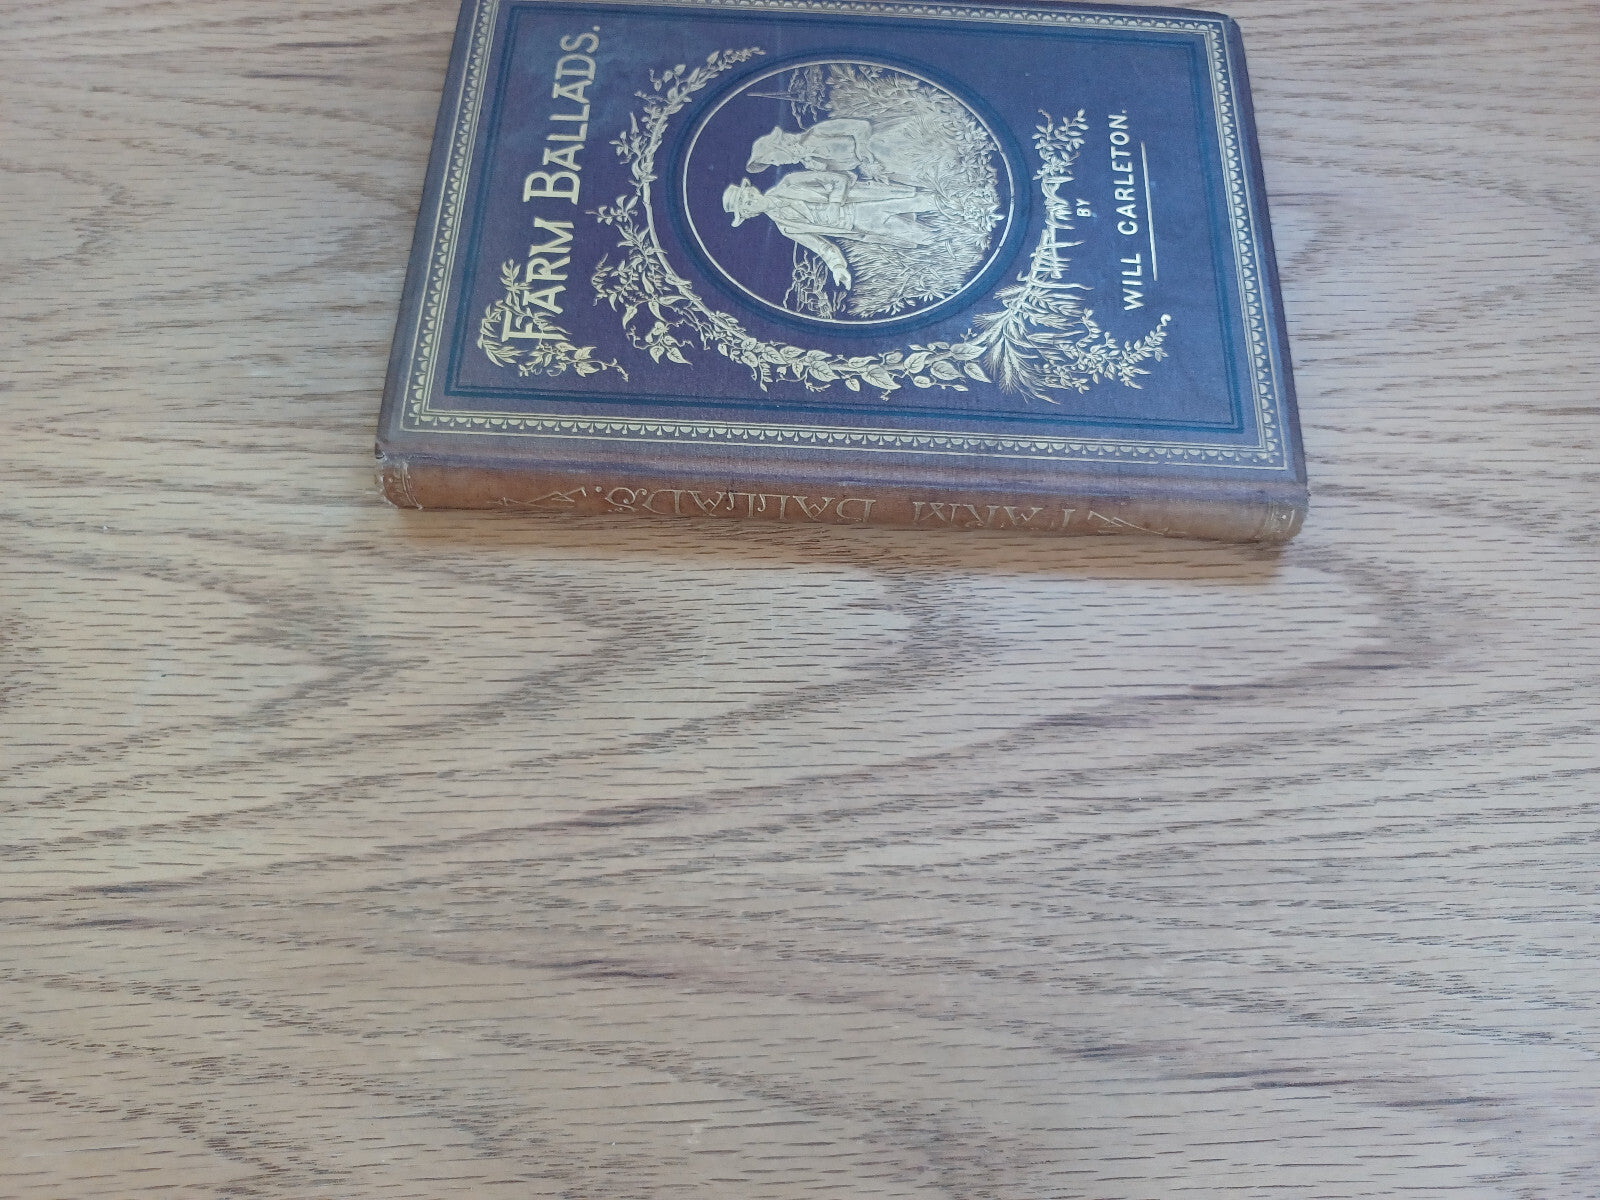 FARM BALLADS.
BY
WILL CARLETON.
FARM BALLADS.